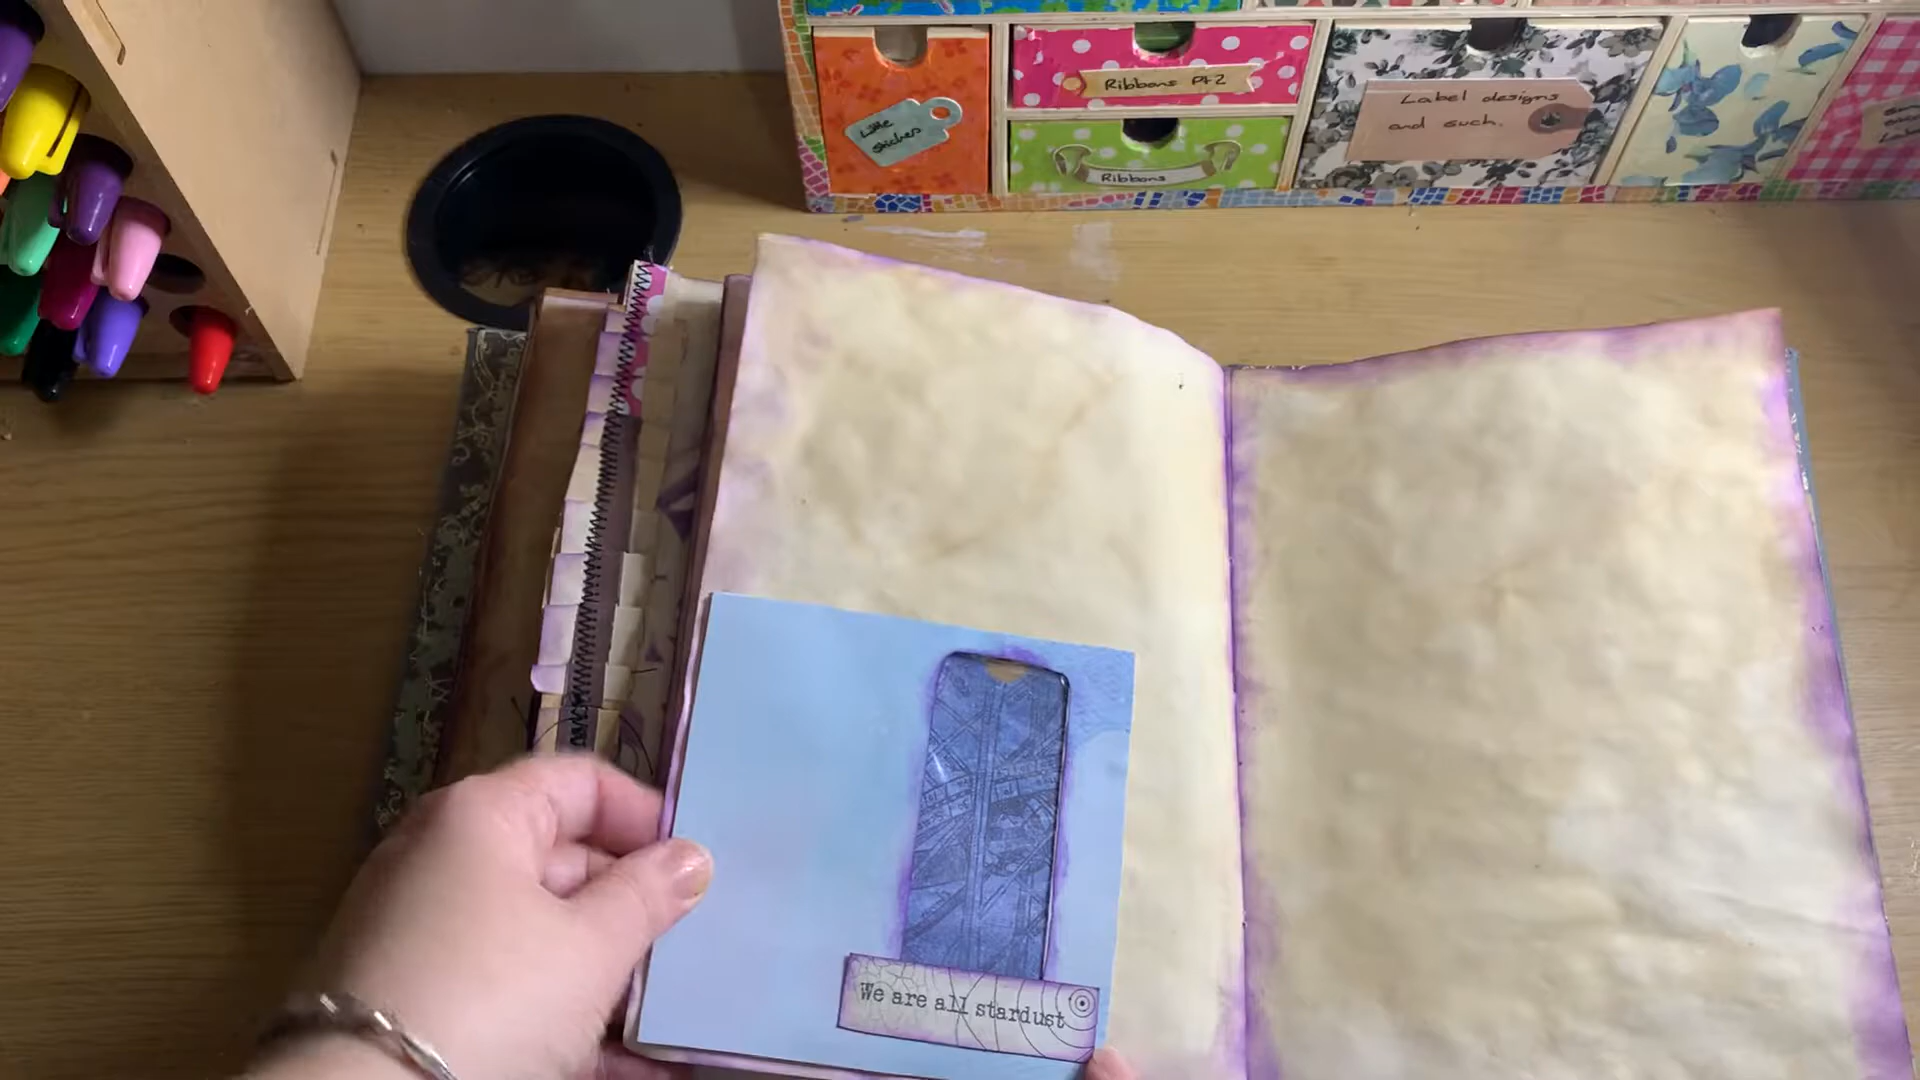 Little
stickers
Ribbons Pt2
Ribbons
Label designs
and such.
We are all stardust